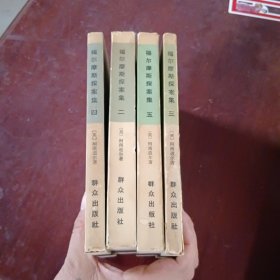 福尔摩斯探案集 四
〔英〕柯南道尔著
群众出版社
福尔摩斯探案集 二
〔英〕柯南道尔著
群众出版社
福尔摩斯探案集 五
〔英〕柯南道尔著
群众出版社
福尔摩斯探案集 三
〔英〕柯南道尔著
群众出版社